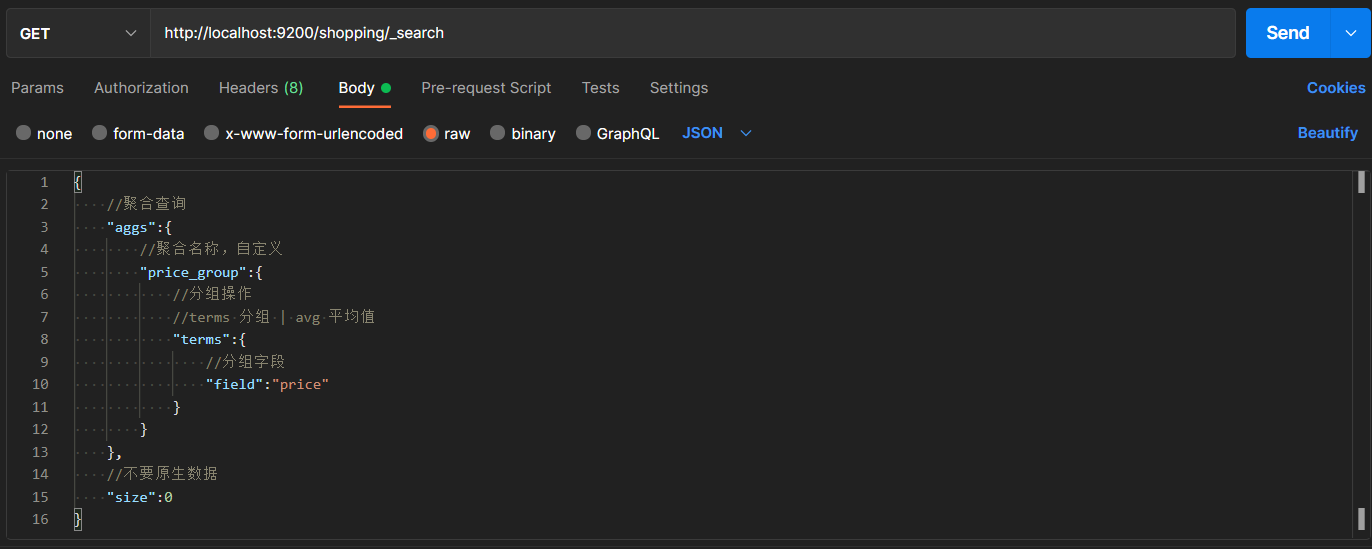 GET http://localhost:9200/shopping/_search Send
Params Authorization Headers (8) Body Pre-request Script Tests Settings Cookies
none form-data x-www-form-urlencoded raw binary GraphQL JSON Beautify
1 {
2 //聚合查询
3 "aggs":{
4 //聚合名称，自定义
5 "price_group":{
6 //分组操作
7 //terms 分组 | avg 平均值
8 "terms":{
9 //分组字段
10 "field":"price"
11 }
12 }
13 },
14 //不要原生数据
15 "size":0
16 }